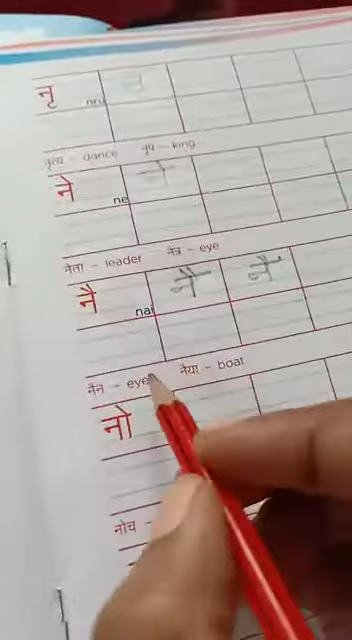 नृ nru
नृत्य - dance नृप - king
ने ne ने
नेता - leader नेत्र - eye
नै nai नै नै
नैन - eye नैया - boat
नो
नोच -